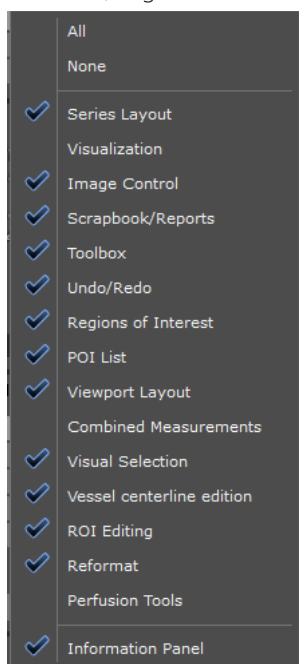 All
None
Series Layout
Visualization
Image Control
Scrapbook/Reports
Toolbox
Undo/Redo
Regions of Interest
POI List
Viewport Layout
Combined Measurements
Visual Selection
Vessel centerline edition
ROI Editing
Reformat
Perfusion Tools
Information Panel